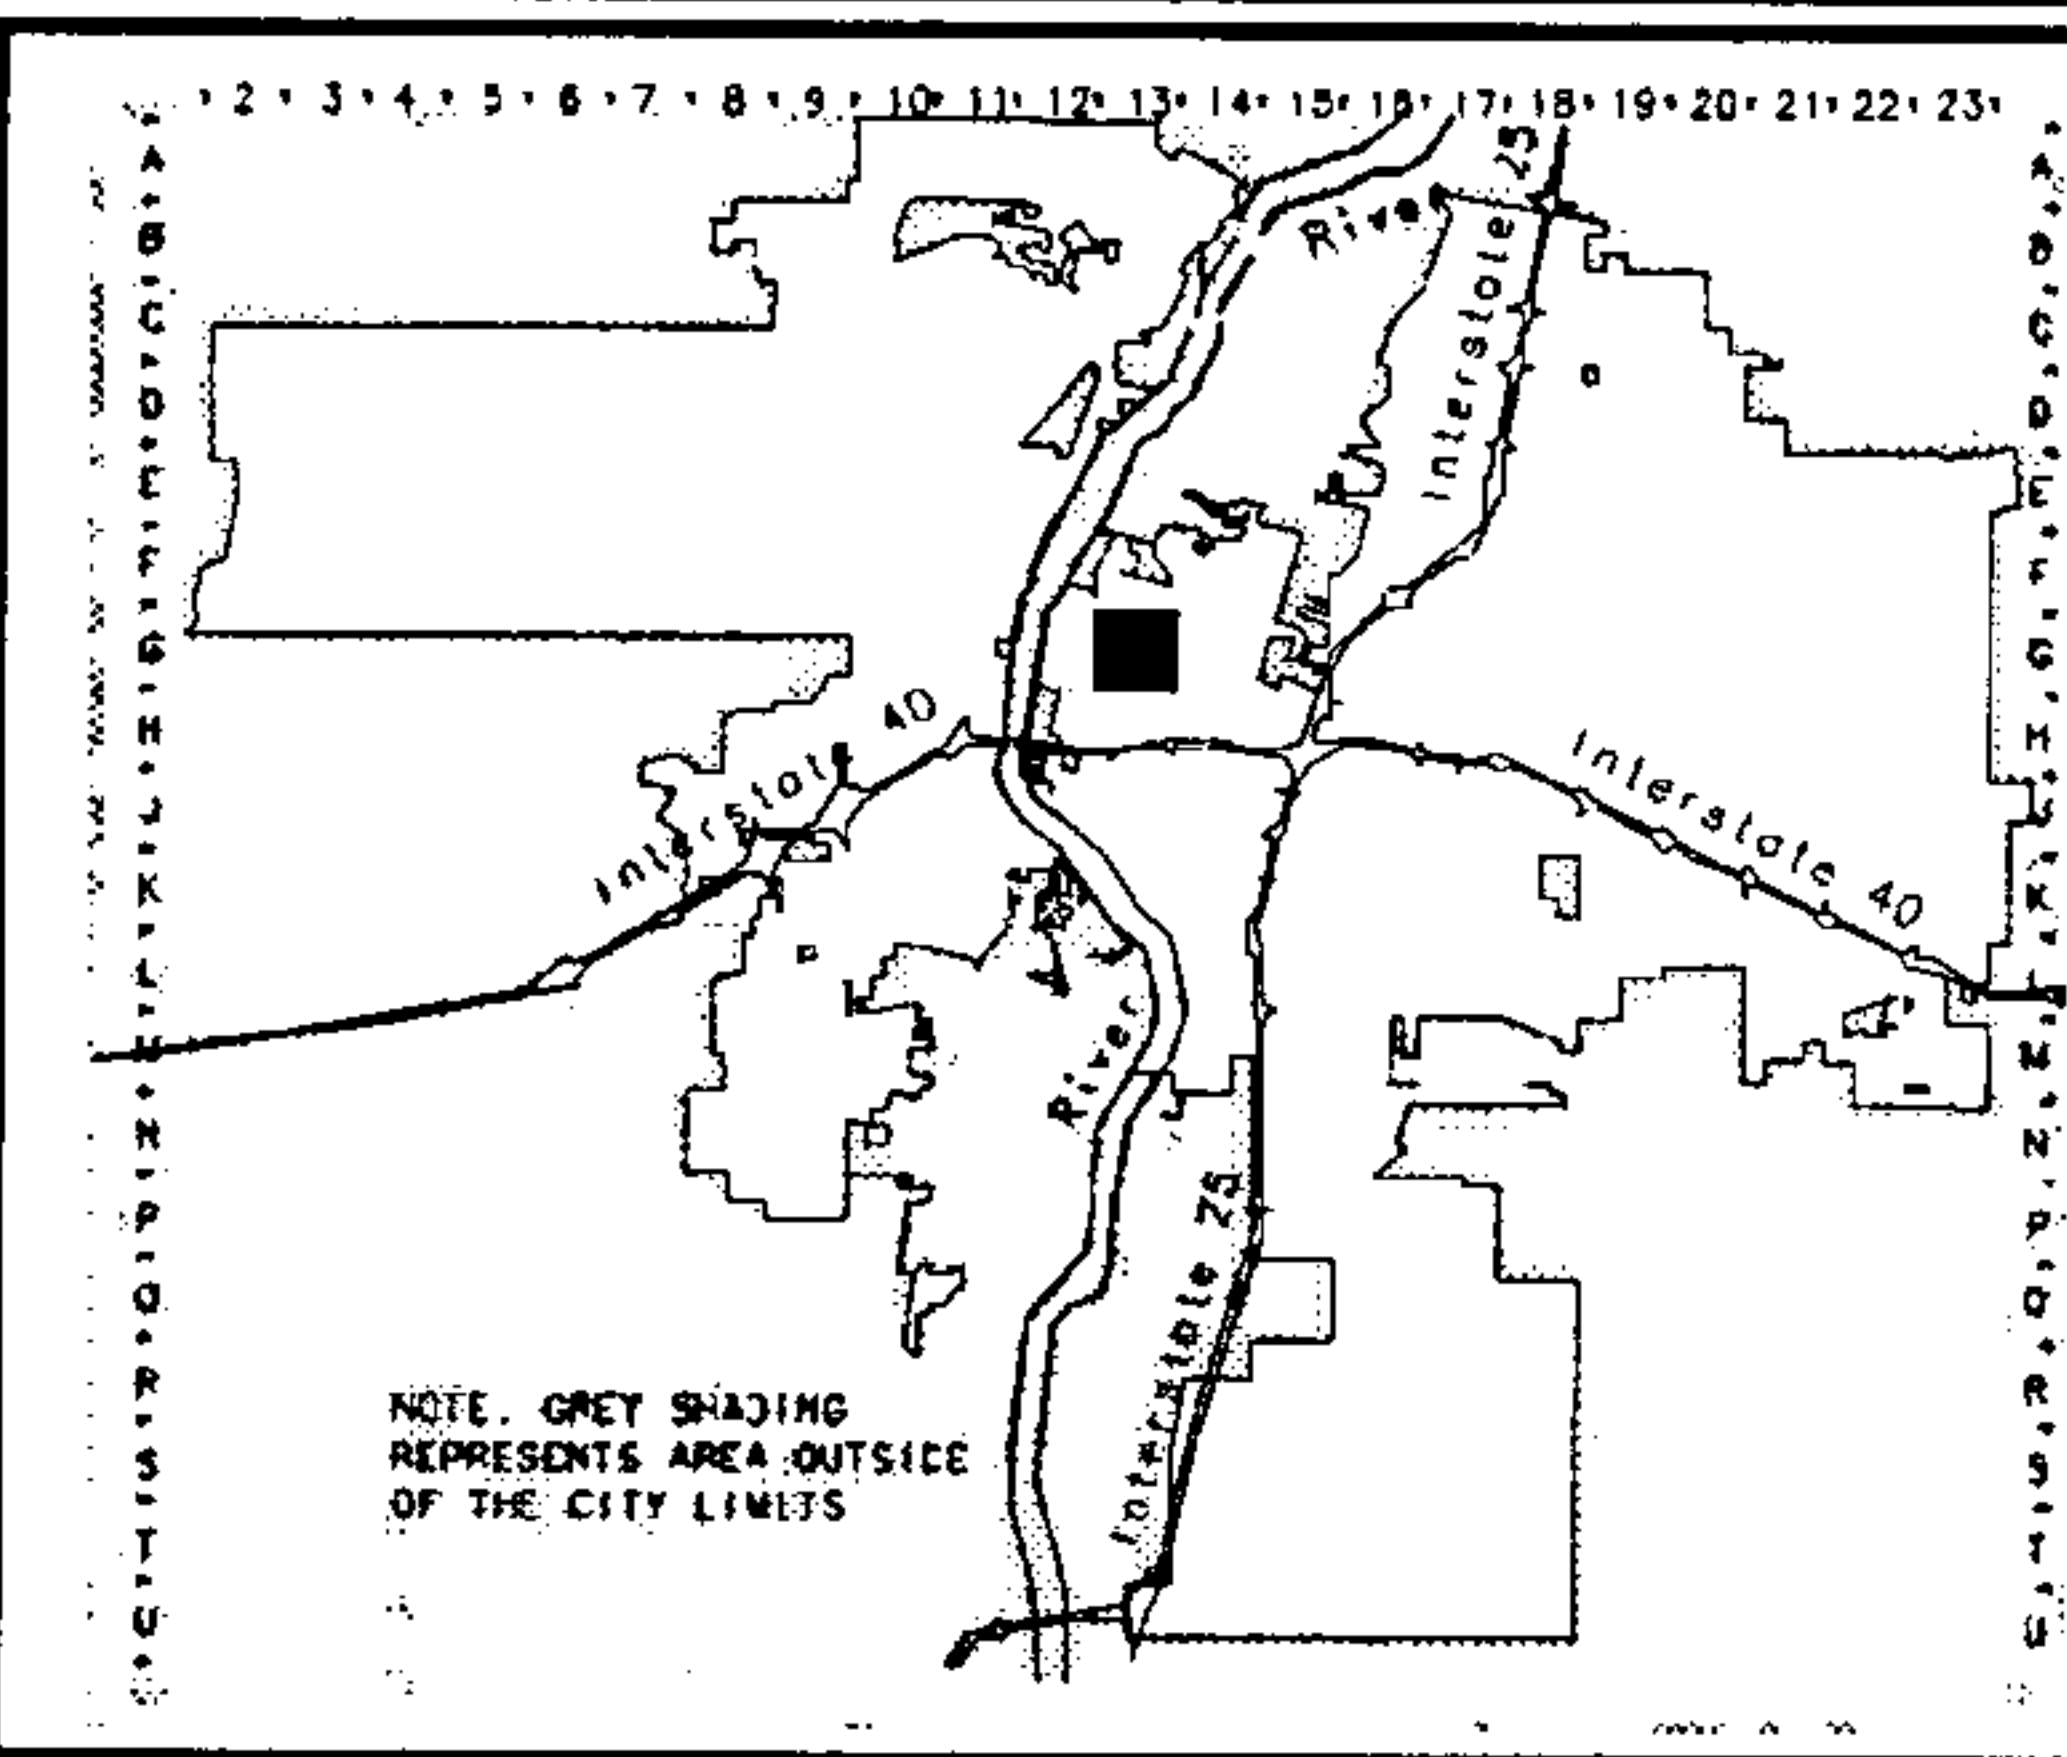 2 3 4 5 6 7 8 9 10 11 12 13 14 15 16 17 18 19 20 21 22 23
A
B
C
D
E
F
G
H
J
K
L
M
N
P
Q
R
S
T
U
River
Interstate 25
Interstate 40
Interstate 40
River
Interstate 25
NOTE. GREY SHADING
REPRESENTS AREA OUTSIDE
OF THE CITY LIMITS
A
B
C
D
E
F
G
H
J
K
L
M
N
P
Q
R
S
T
U